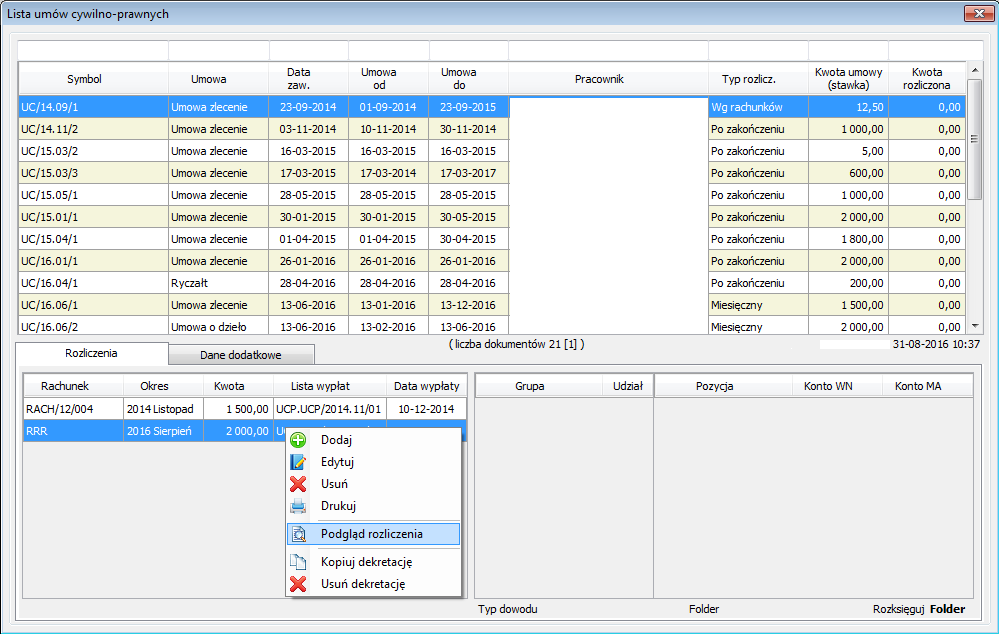 Lista umów cywilno-prawnych
Symbol Umowa Data zaw. Umowa od Umowa do Pracownik Typ rozlicz. Kwota umowy (stawka) Kwota rozliczona
UC/14.09/1 Umowa zlecenie 23-09-2014 01-09-2014 23-09-2015 Wg rachunków 12,50 0,00
UC/14.11/2 Umowa zlecenie 03-11-2014 10-11-2014 30-11-2014 Po zakończeniu 1 000,00 0,00
UC/15.03/2 Umowa zlecenie 16-03-2015 16-03-2015 16-03-2015 Po zakończeniu 5,00 0,00
UC/15.03/3 Umowa zlecenie 17-03-2015 17-03-2014 17-03-2017 Po zakończeniu 600,00 0,00
UC/15.05/1 Umowa zlecenie 28-05-2015 28-05-2015 28-05-2015 Po zakończeniu 1 000,00 0,00
UC/15.01/1 Umowa zlecenie 30-01-2015 30-01-2015 30-05-2015 Po zakończeniu 2 000,00 0,00
UC/15.04/1 Umowa zlecenie 01-04-2015 01-04-2015 30-04-2015 Po zakończeniu 1 800,00 0,00
UC/16.01/1 Umowa zlecenie 26-01-2016 26-01-2016 26-01-2016 Po zakończeniu 2 000,00 0,00
UC/16.04/1 Ryczałt 28-04-2016 28-04-2016 28-04-2016 Po zakończeniu 200,00 0,00
UC/16.06/1 Umowa zlecenie 13-06-2016 13-01-2016 13-12-2016 Miesięczny 1 500,00 0,00
UC/16.06/2 Umowa o dzieło 13-06-2016 13-02-2016 13-06-2016 Miesięczny 2 000,00 0,00
( liczba dokumentów 21 [1] ) 31-08-2016 10:37
Rozliczenia Dane dodatkowe
Rachunek Okres Kwota Lista wypłat Data wypłaty Grupa Udział Pozycja Konto WN Konto MA
RACH/12/004 2014 Listopad 1 500,00 UCP.UCP/2014.11/01 10-12-2014
RRR 2016 Sierpień 2 000,00
Dodaj
Edytuj
Usuń
Drukuj
Podgląd rozliczenia
Kopiuj dekretację
Usuń dekretację
Typ dowodu Folder Rozksięguj Folder